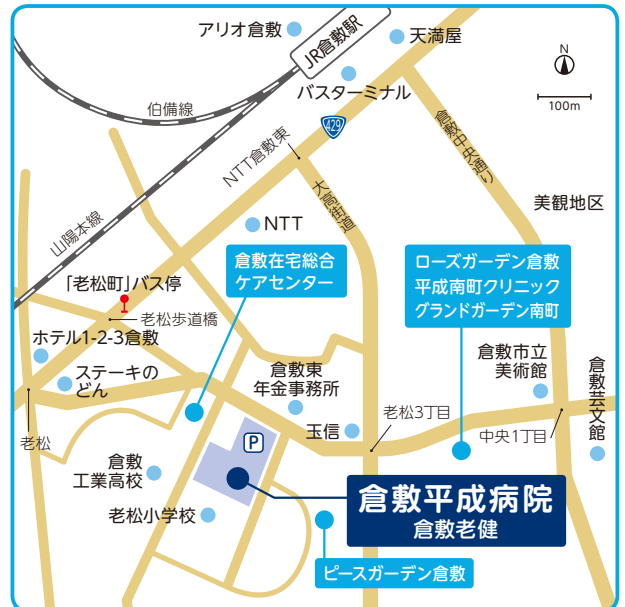 アリオ倉敷
JR倉敷駅
天満屋
N
100m
バスターミナル
伯備線
429
NTT倉敷東
倉敷中央通り
大高街道
美観地区
山陽本線
NTT
倉敷在宅総合
ケアセンター
ローズガーデン倉敷
平成南町クリニック
グランドガーデン南町
「老松町」バス停
老松歩道橋
ホテル1-2-3倉敷
ステーキの
どん
倉敷東
年金事務所
倉敷市立
美術館
倉敷芸文館
老松
老松3丁目
中央1丁目
玉信
P
倉敷
工業高校
老松小学校
倉敷平成病院
倉敷老健
ピースガーデン倉敷